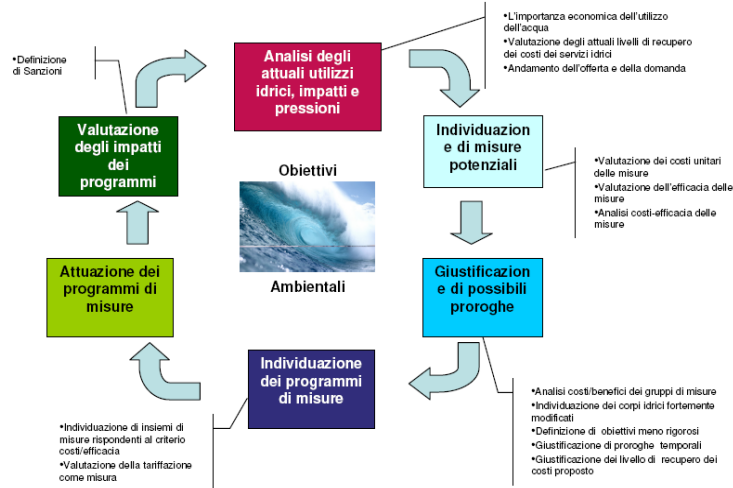 Analisi degli
attuali utilizzi
idrici, impatti e
pressioni
•L'importanza economica dell'utilizzo
dell'acqua
•Valutazione degli attuali livelli di recupero
dei costi dei servizi idrici
•Andamento dell'offerta e della domanda
Individuazion
e di misure
potenziali
•Valutazione dei costi unitari
delle misure
•Valutazione dell'efficacia delle
misure
•Analisi costi-efficacia delle
misure
Giustificazion
e di possibili
proroghe
•Analisi costi/benefici dei gruppi di misure
•Individuazione dei corpi idrici fortemente
modificati
•Definizione di obiettivi meno rigorosi
•Giustificazione di proroghe temporali
•Giustificazione dei livello di recupero dei
costi proposto
Individuazione
dei programmi
di misure
•Individuazione di insiemi di
misure rispondenti al criterio
costi/efficacia
•Valutazione della tariffazione
come misura
Attuazione dei
programmi di
misure
Valutazione
degli impatti
dei
programmi
•Definizione
di Sanzioni
Obiettivi
Ambientali